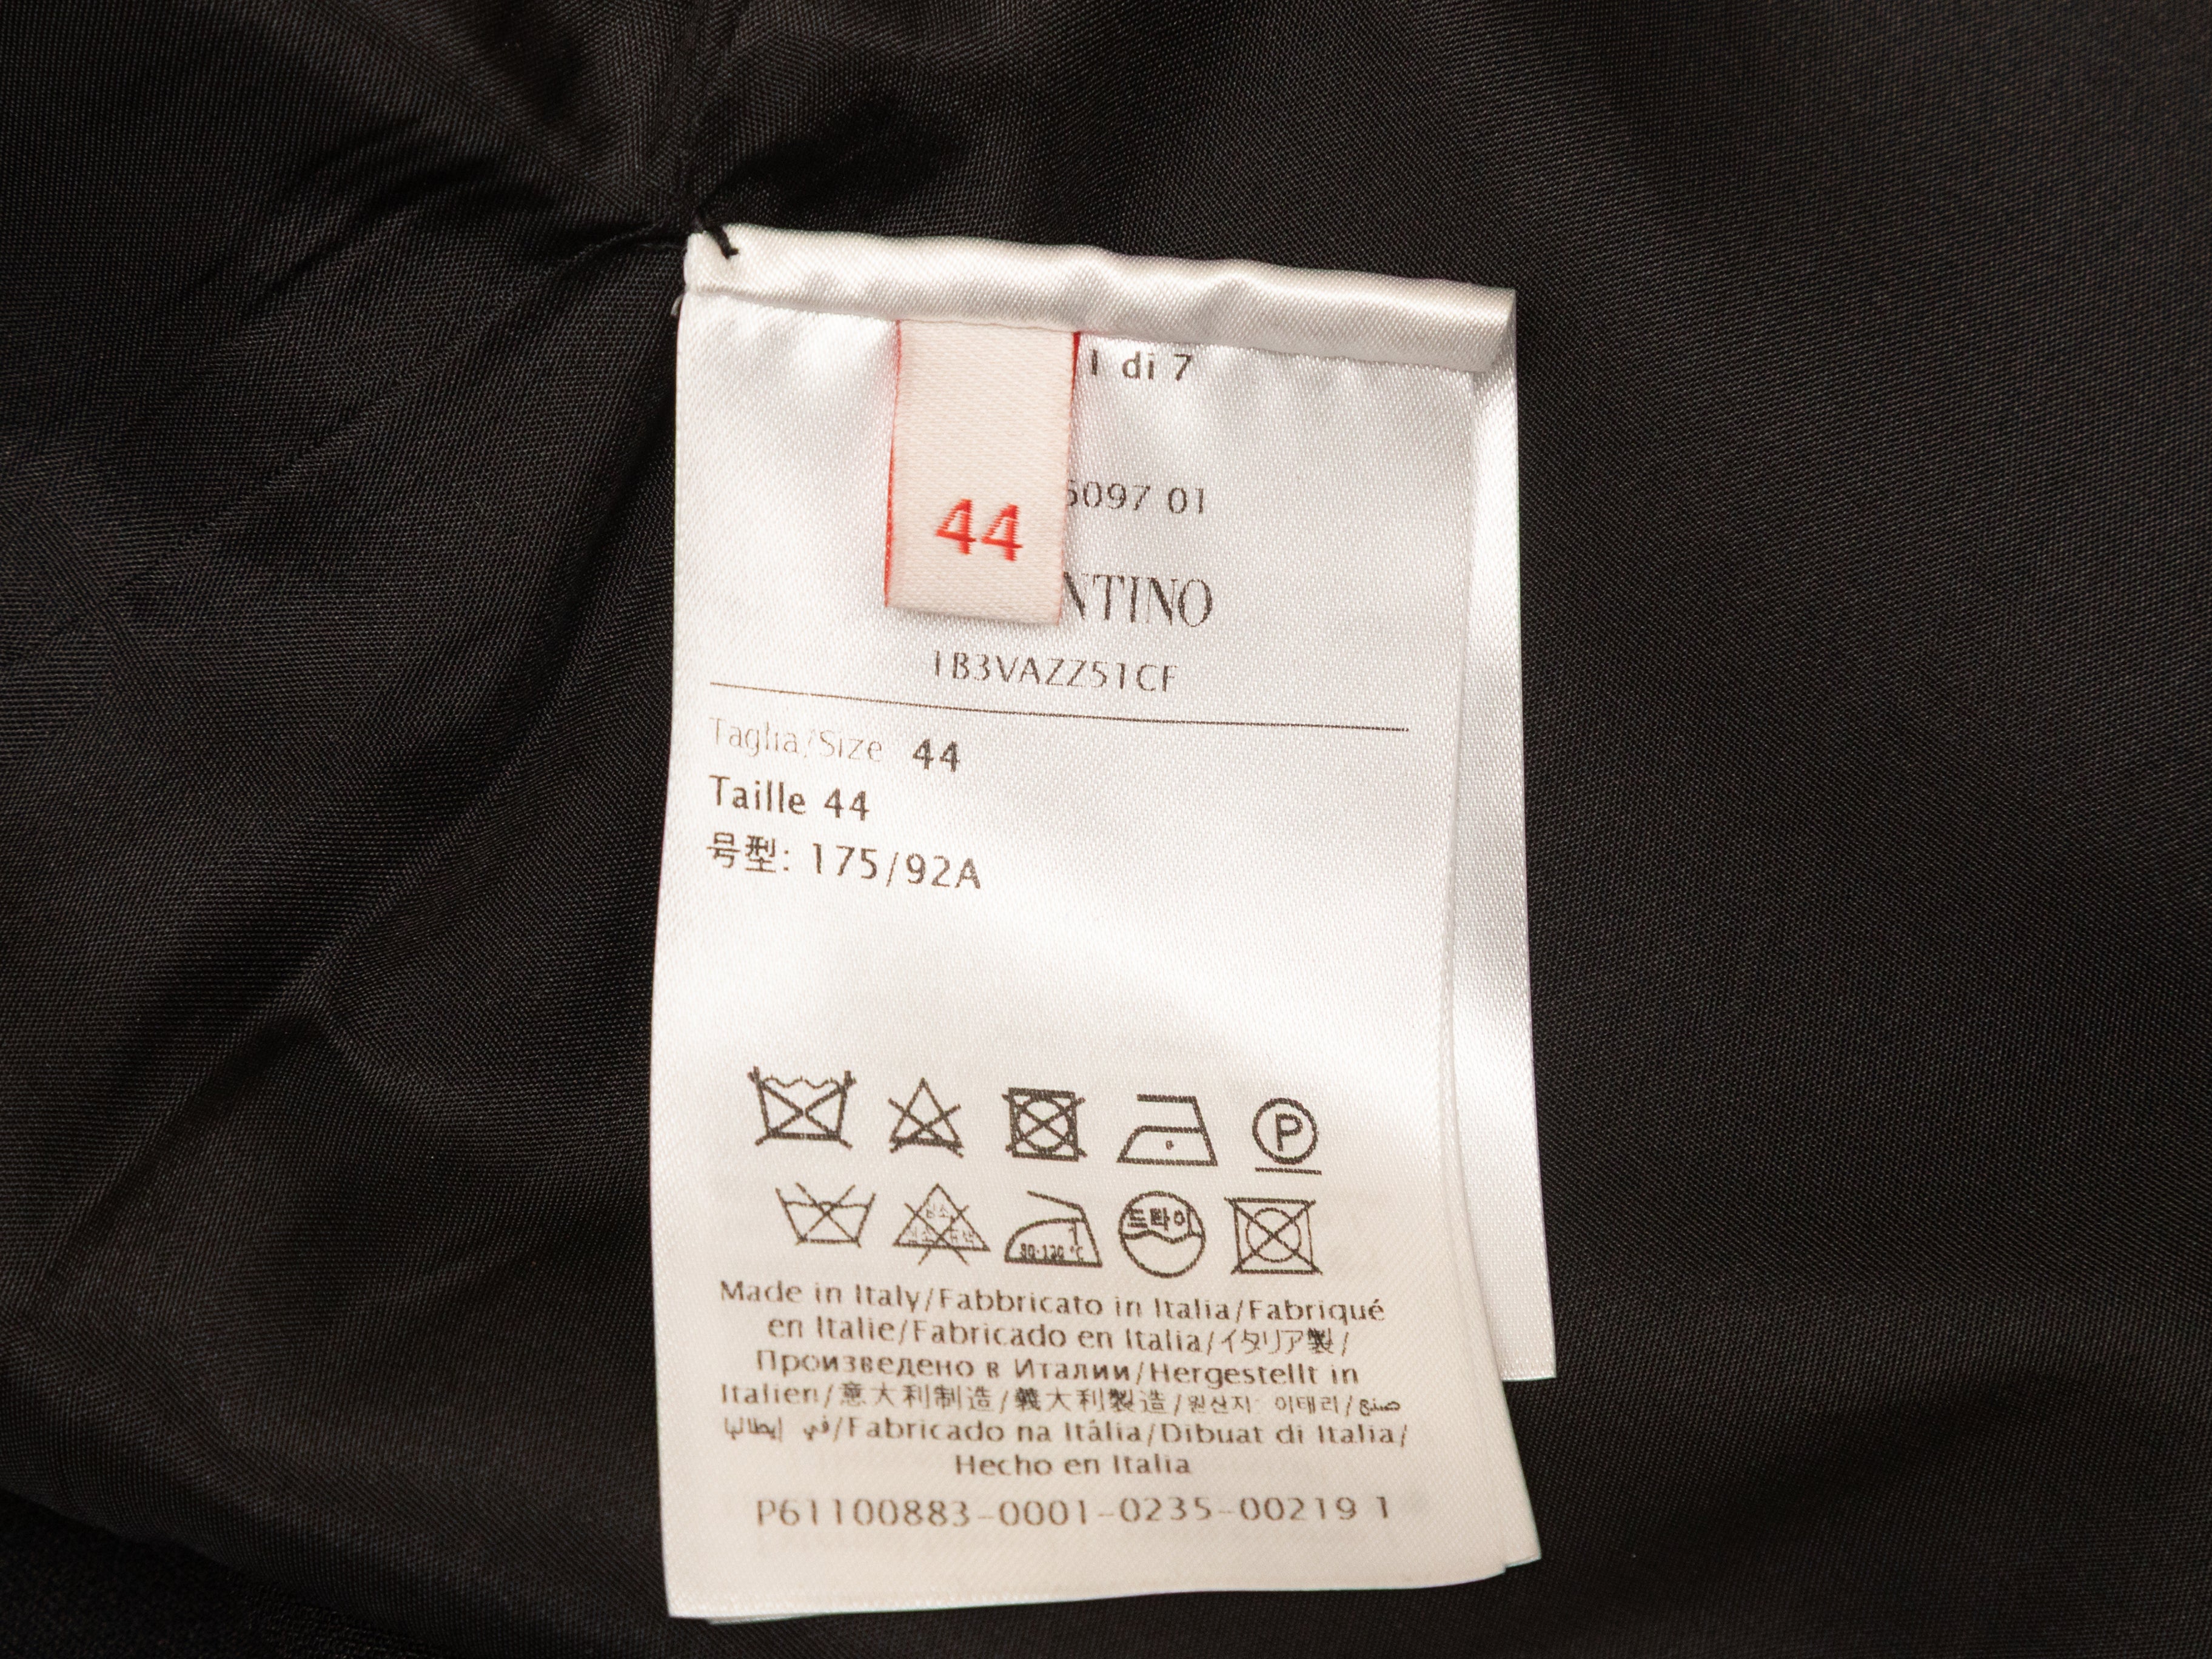 1 di 7
44
6097 01
NTINO
1B3VAZZ51CF
Taglia/Size 44
Taille 44
号型: 175/92A
P
드라이
80-120 °C
Made in Italy/Fabbricato in Italia/Fabriqué
en Italie/Fabricado en Italia/イタリア製/
Произведено в Италии/Hergestellt in
Italien/意大利制造/義大利製造/원산지: 이태리/صنع
في إيطاليا/Fabricado na Itália/Dibuat di Italia/
Hecho en Italia
P61100883-0001-0235-00219 1